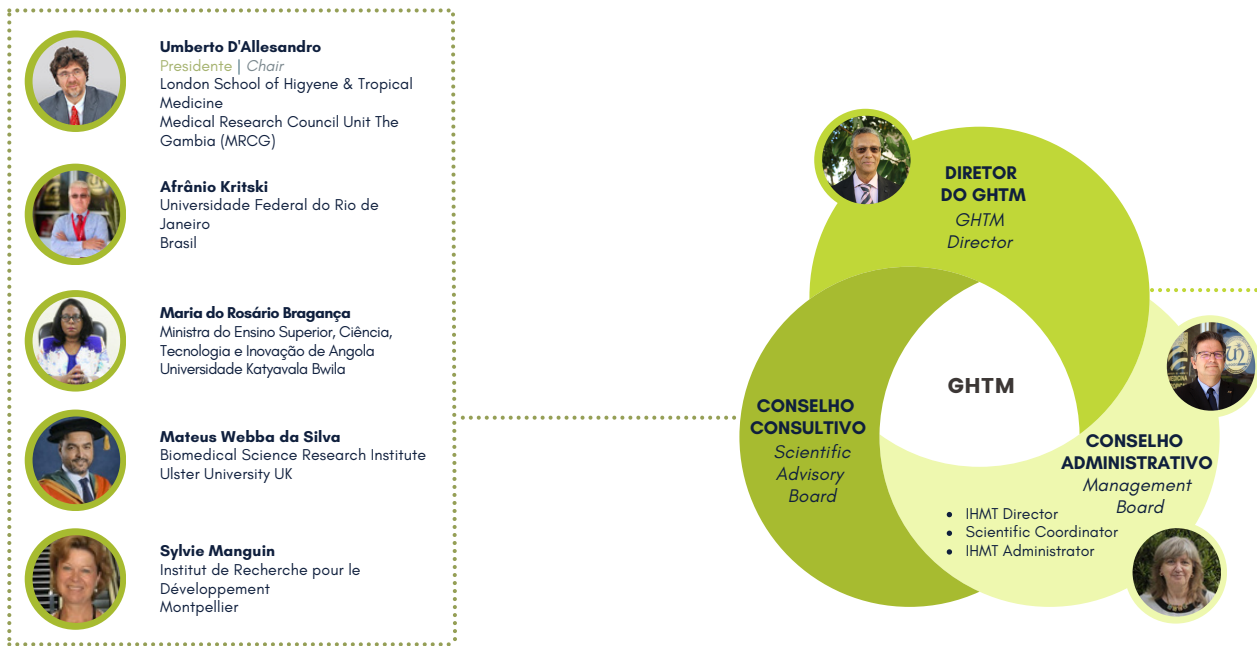 Umberto D'Allesandro
Presidente | Chair
London School of Higyene & Tropical
Medicine
Medical Research Council Unit The
Gambia (MRCG)
Afrânio Kritski
Universidade Federal do Rio de
Janeiro
Brasil
Maria do Rosário Bragança
Ministra do Ensino Superior, Ciência,
Tecnologia e Inovação de Angola
Universidade Katyavala Bwila
Mateus Webba da Silva
Biomedical Science Research Institute
Ulster University UK
Sylvie Manguin
Institut de Recherche pour le
Développement
Montpellier
DIRETOR
DO GHTM
GHTM
Director
GHTM
CONSELHO
CONSULTIVO
Scientific
Advisory
Board
CONSELHO
ADMINISTRATIVO
Management
Board
• IHMT Director
• Scientific Coordinator
• IHMT Administrator